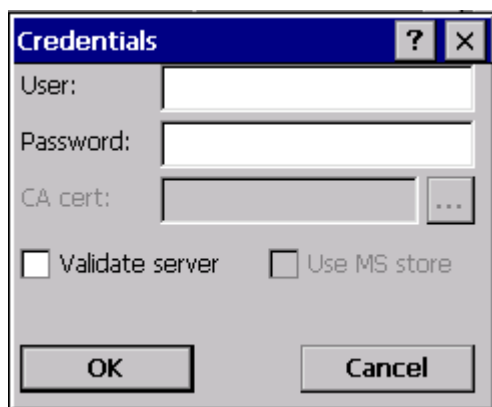 Credentials ? ×
User:
Password:
CA cert: ...
Validate server Use MS store
OK Cancel